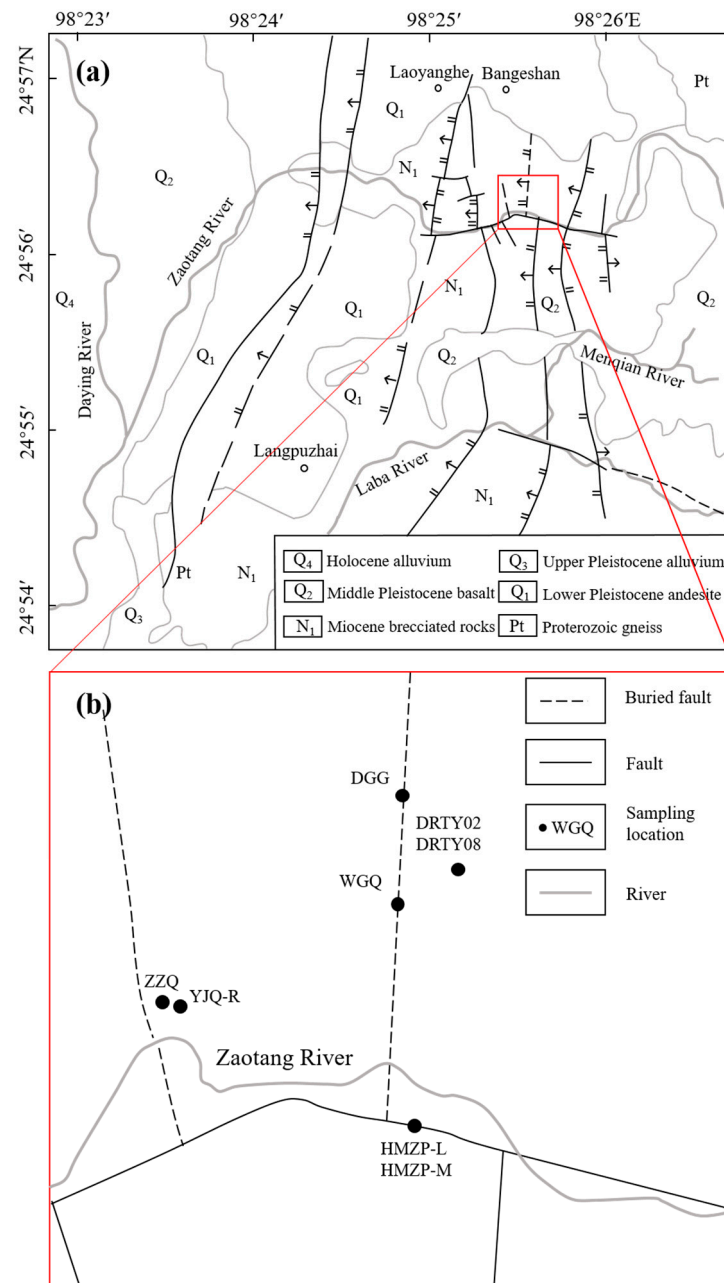 98°23′ 98°24′ 98°25′ 98°26′
(a)
24°57′N
24°56′
24°55′
24°54′
Laoyanghe Bangeshan
Pt
Q₁
Q₂
N₁
Zaotang River
Q₄
Q₁
N₁
Q₂
Q₂
Q₁
Q₂
Q₁
Menqian River
Daying River
Langpuzhai
Laba River
N₁
Pt
N₁
Q₃
Q₄ Holocene alluvium
Q₃ Upper Pleistocene alluvium
Q₂ Middle Pleistocene basalt
Q₁ Lower Pleistocene andesite
N₁ Miocene brecciated rocks
Pt Proterozoic gneiss
(b)
Buried fault
Fault
WGQ
Sampling
location
River
DGG
DRTY02
DRTY08
WGQ
ZZQ
YJQ-R
Zaotang River
HMZP-L
HMZP-M